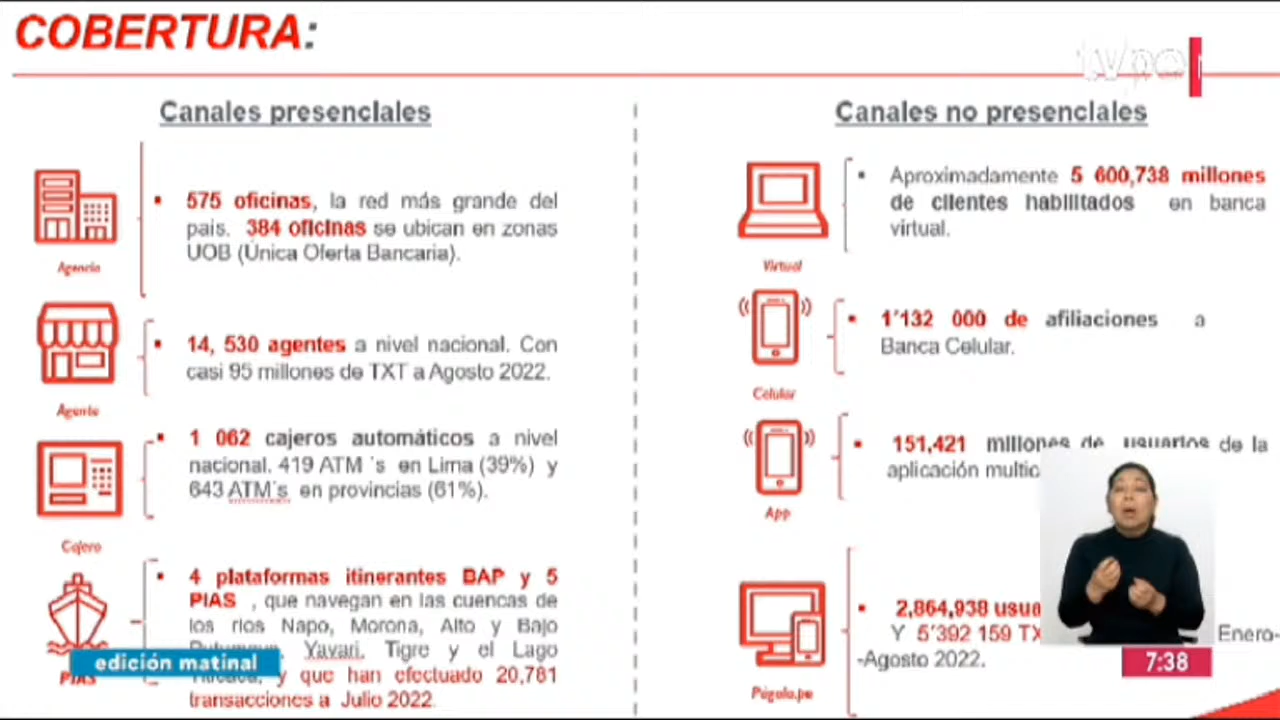 COBERTURA:
tvpe
Canales presenciales
575 oficinas, la red más grande del
país. 384 oficinas se ubican en zonas
UOB (Única Oferta Bancaria).
Agencia
14, 530 agentes a nivel nacional. Con
casi 95 millones de TXT a Agosto 2022.
Agente
1 062 cajeros automáticos a nivel
nacional. 419 ATM ´s en Lima (39%) y
643 ATM´s en provincias (61%).
Cajero
4 plataformas itinerantes BAP y 5
PIAS , que navegan en las cuencas de
los ríos Napo, Morona, Alto y Bajo
Yavari, Tigre y el Lago
y que han efectuado 20,781
transacciones a Julio 2022.
PIAS
edición matinal
Canales no presenciales
Aproximadamente 5 600,738 millones
de clientes habilitados en banca
virtual.
Virtual
1´132 000 de afiliaciones a
Banca Celular.
Celular
151,421 millones de usuarios de la
aplicación
App
2,864,938
Y 5´392 159 Enero-
-Agosto 2022.
Págalo.pe
7:38